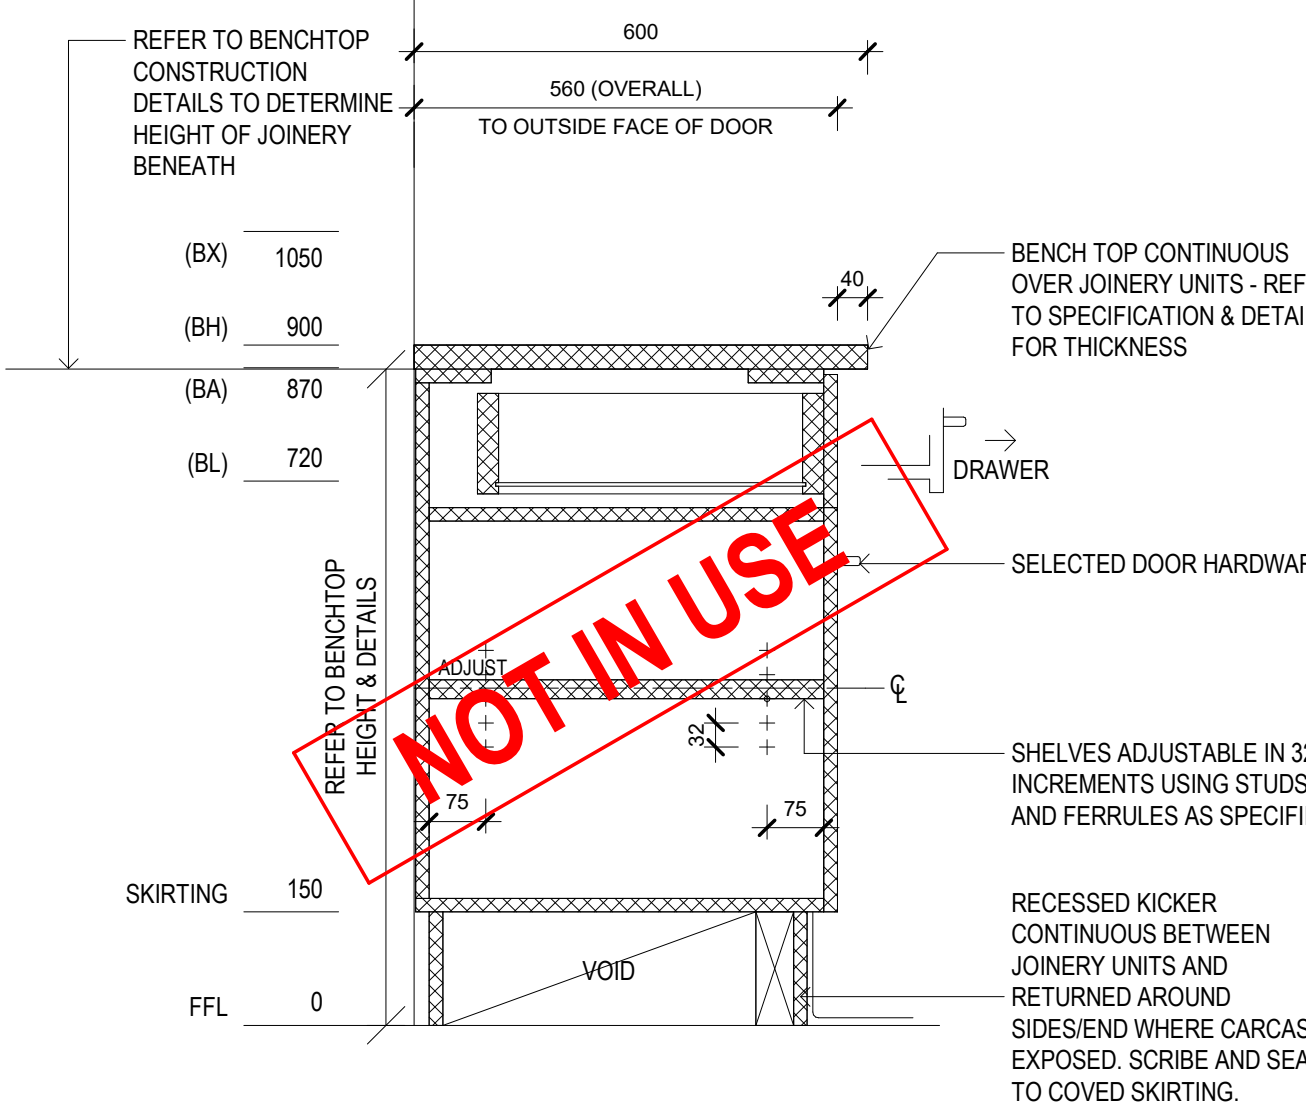 REFER TO BENCHTOP
CONSTRUCTION
DETAILS TO DETERMINE
HEIGHT OF JOINERY
BENEATH
600
560 (OVERALL)
TO OUTSIDE FACE OF DOOR
(BX) 1050
(BH) 900
(BA) 870
(BL) 720
40
BENCH TOP CONTINUOUS
OVER JOINERY UNITS - REF
TO SPECIFICATION & DETAI
FOR THICKNESS
DRAWER
SELECTED DOOR HARDWAR
NOT IN USE
REFER TO BENCHTOP
HEIGHT & DETAILS
ADJUST
CL
32
75
75
SHELVES ADJUSTABLE IN 32
INCREMENTS USING STUDS
AND FERRULES AS SPECIFI
SKIRTING 150
VOID
FFL 0
RECESSED KICKER
CONTINUOUS BETWEEN
JOINERY UNITS AND
RETURNED AROUND
SIDES/END WHERE CARCAS
EXPOSED. SCRIBE AND SEA
TO COVED SKIRTING.